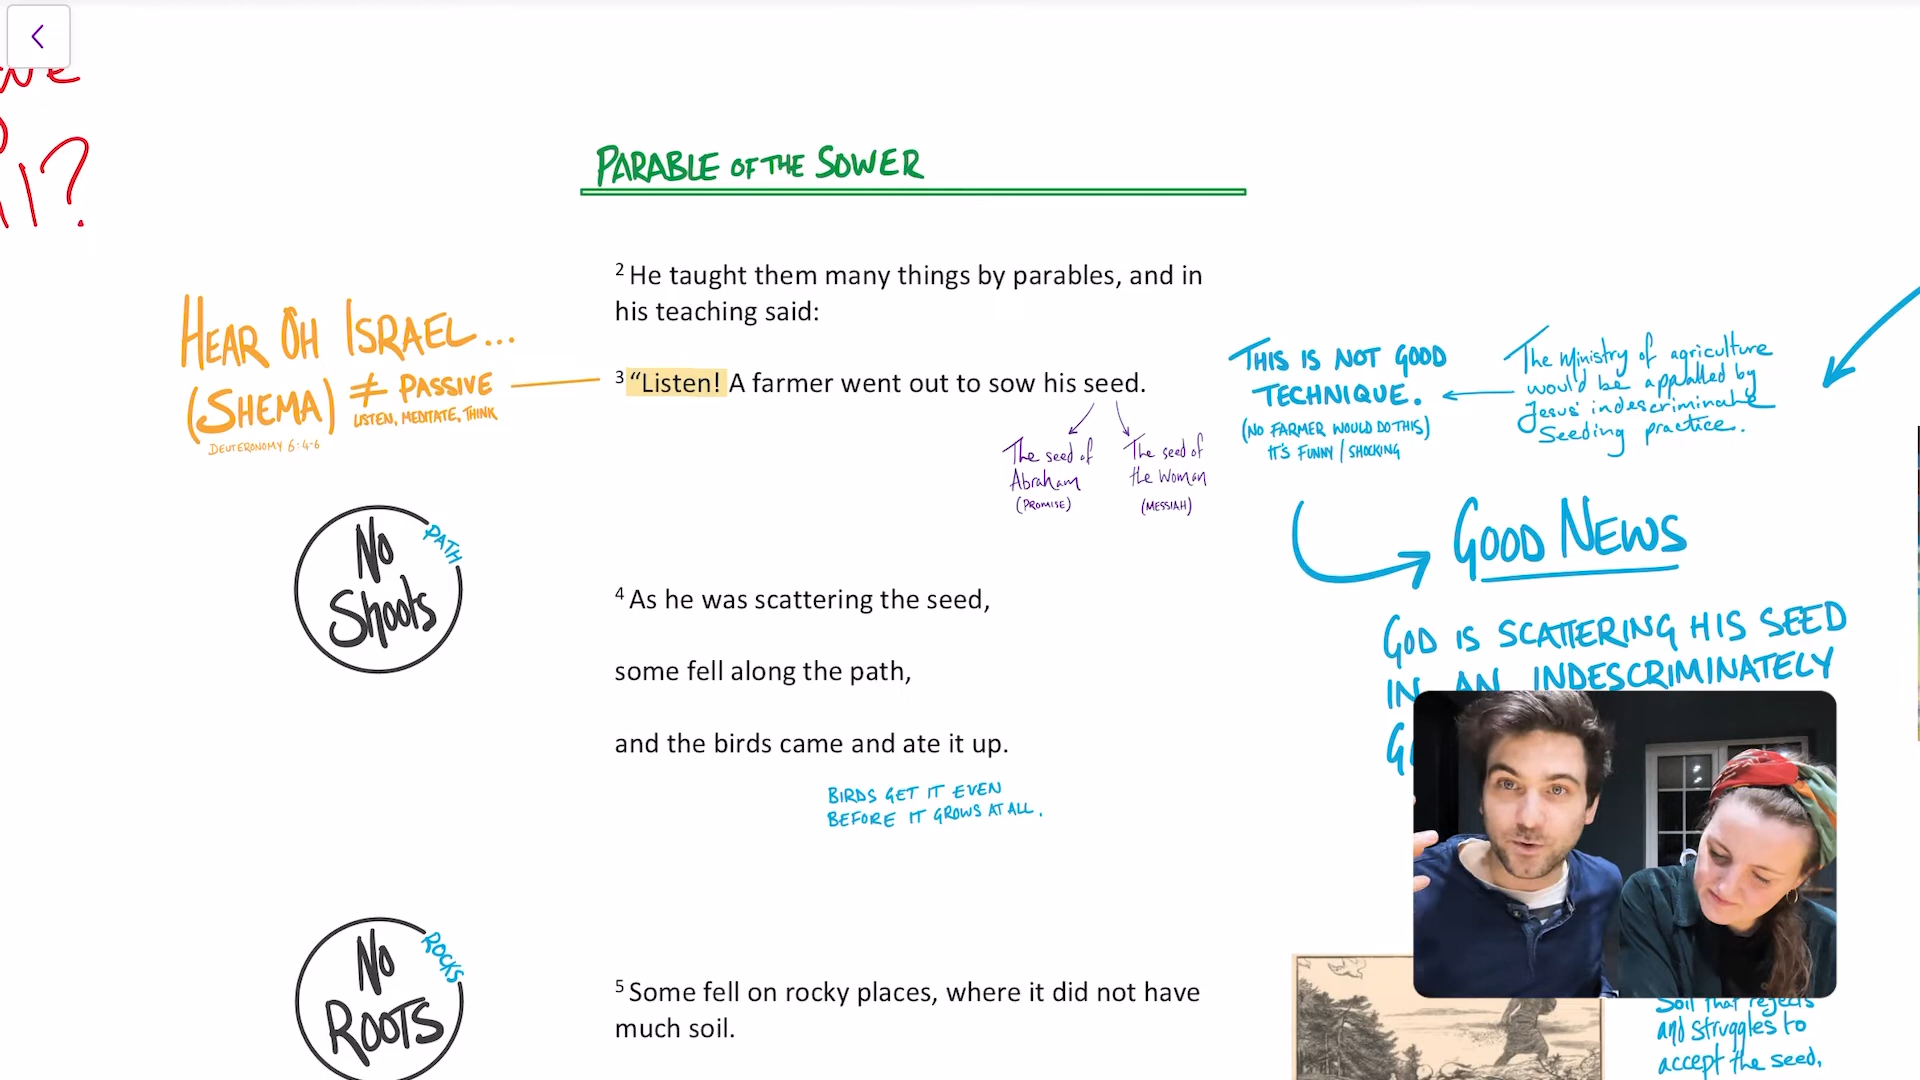 PARABLE OF THE SOWER
2 He taught them many things by parables, and in
his teaching said:
HEAR OH ISRAEL...
(SHEMA) ≠ PASSIVE
LISTEN, MEDITATE, THINK
DEUTERONOMY 6:4-6
3 “Listen! A farmer went out to sow his seed.
The seed of
Abraham
(PROMISE)
The seed of
the Woman
(MESSIAH)
THIS IS NOT GOOD
TECHNIQUE.
(NO FARMER WOULD DO THIS)
IT'S FUNNY / SHOCKING
The Ministry of agriculture
would be appalled by
Jesus' indescriminate
Seeding practice.
GOOD NEWS
GOD IS SCATTERING HIS SEED
IN AN INDESCRIMINATELY
NO
Shoots
PATH
4 As he was scattering the seed,
some fell along the path,
and the birds came and ate it up.
BIRDS GET IT EVEN
BEFORE IT GROWS AT ALL.
NO
ROOTS
ROCKS
5 Some fell on rocky places, where it did not have
much soil.
Soil that rejects
and struggles to
accept the seed,